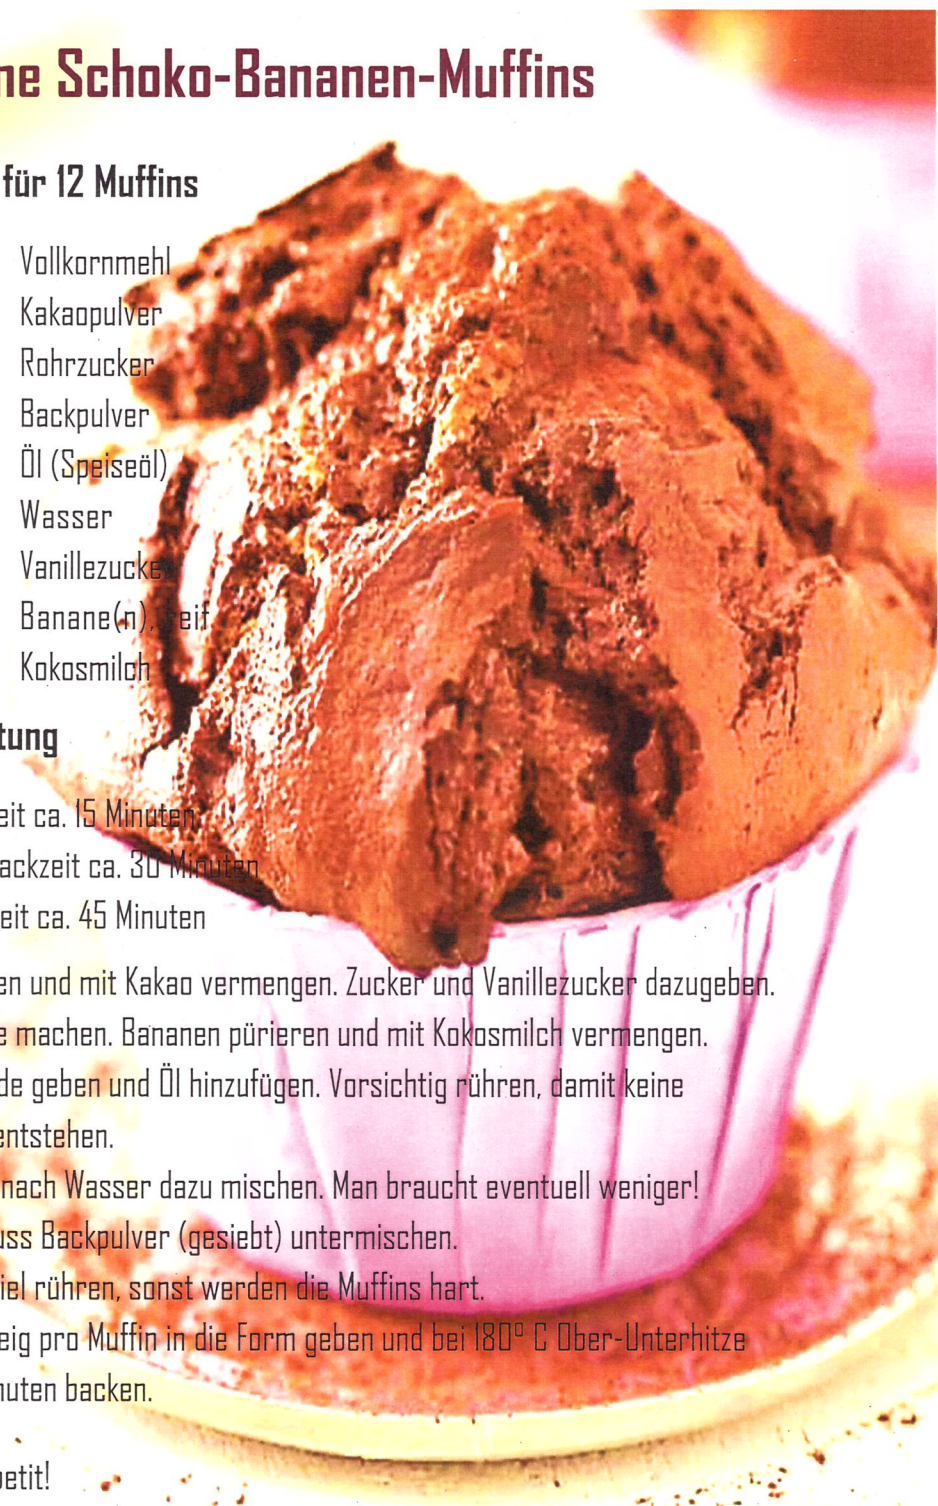 ne Schoko-Bananen-Muffins
für 12 Muffins
Vollkornmehl
Kakaopulver
Rohrzucker
Backpulver
Öl (Speiseöl)
Wasser
Vanillezucker
Banane(n), reif
Kokosmilch
tung
eit ca. 15 Minuten
ackzeit ca. 30 Minuten
eit ca. 45 Minuten
en und mit Kakao vermengen. Zucker und Vanillezucker dazugeben.
e machen. Bananen pürieren und mit Kokosmilch vermengen.
de geben und Öl hinzufügen. Vorsichtig rühren, damit keine
entstehen.
nach Wasser dazu mischen. Man braucht eventuell weniger!
uss Backpulver (gesiebt) untermischen.
iel rühren, sonst werden die Muffins hart.
eig pro Muffin in die Form geben und bei 180° C Ober-Unterhitze
nuten backen.
petit!